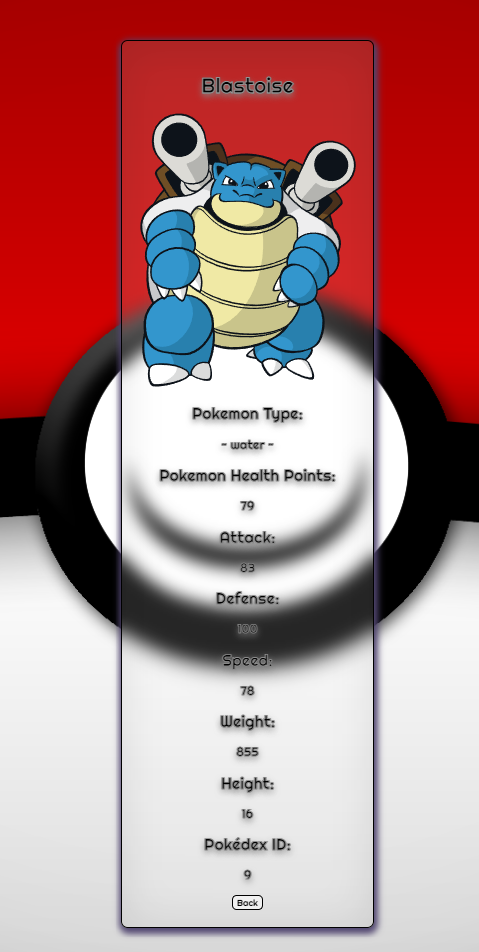 Blastoise
Pokemon Type:
~ water ~
Pokemon Health Points:
79
Attack:
83
Defense:
100
Speed:
78
Weight:
855
Height:
16
Pokédex ID:
9
Back